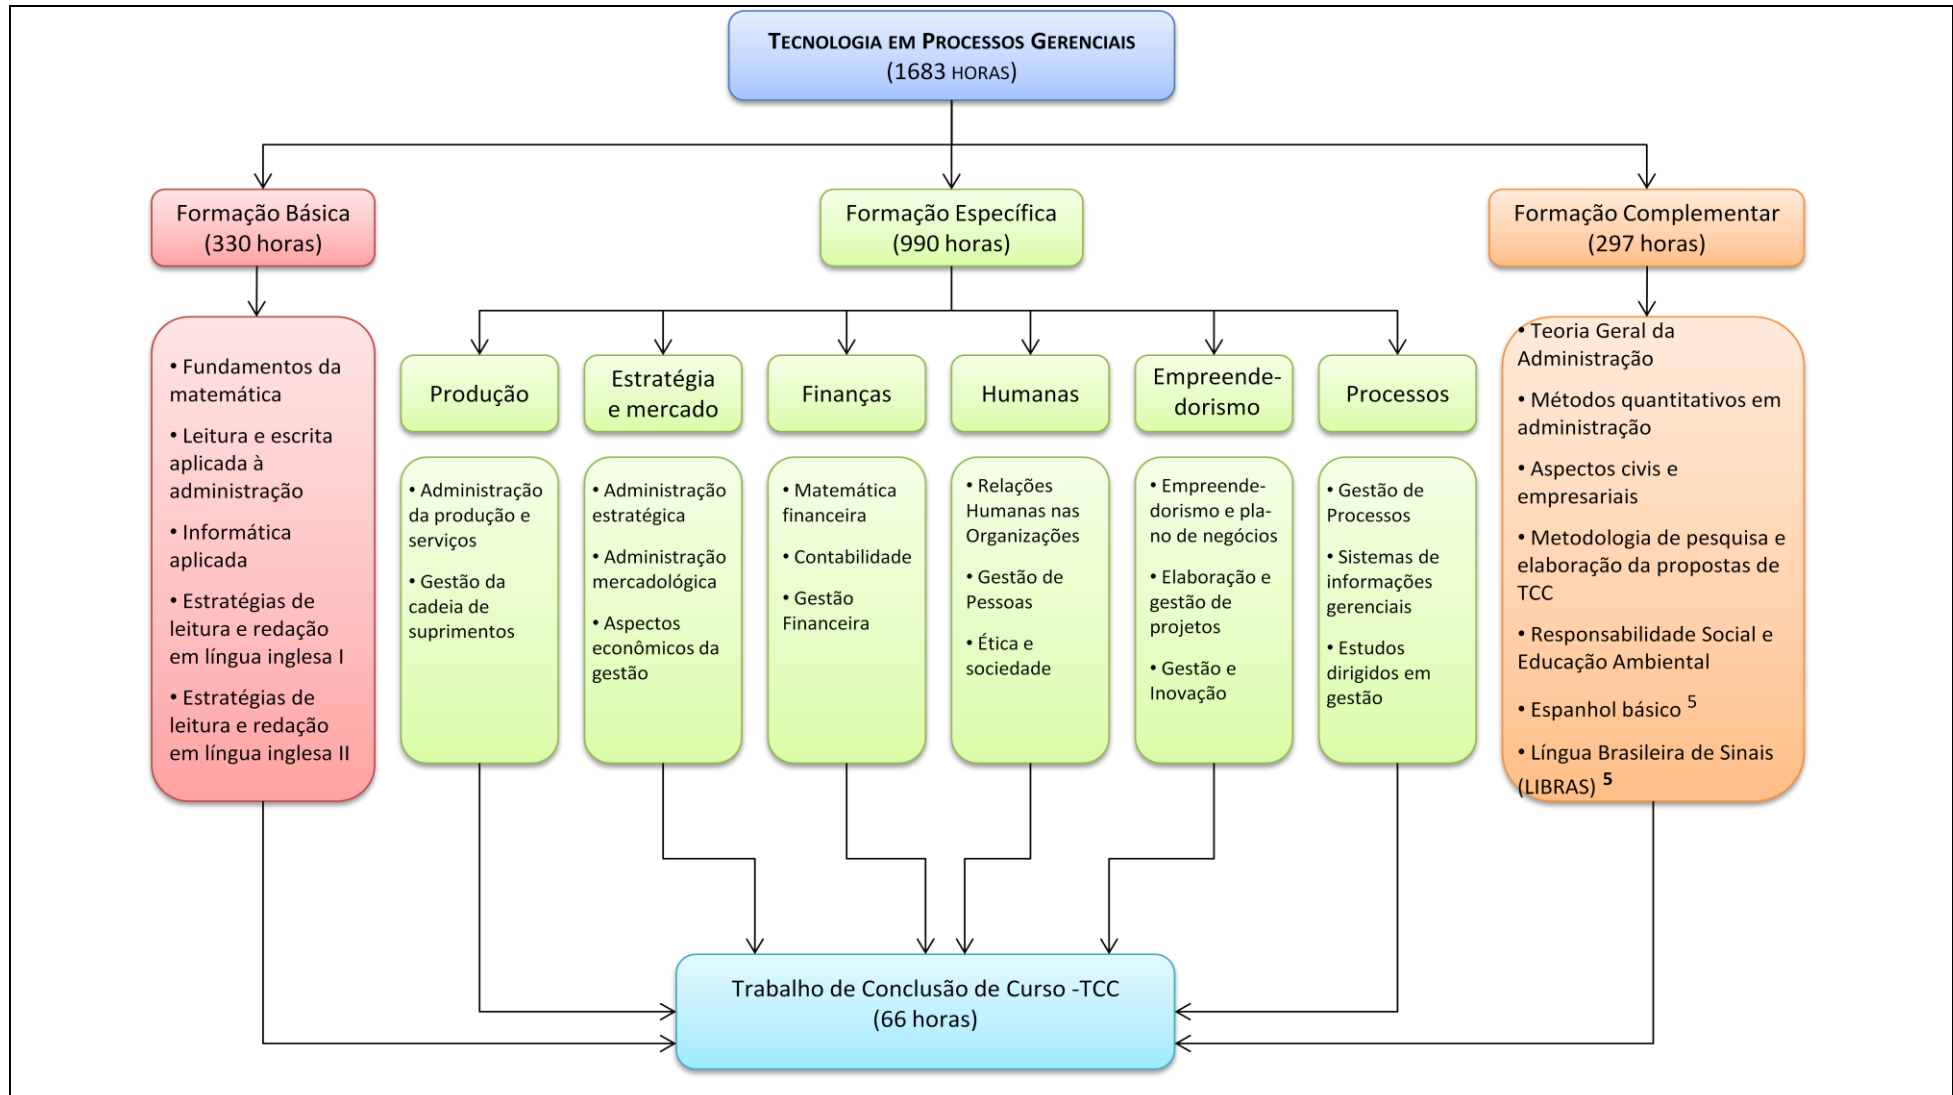 TECNOLOGIA EM PROCESSOS GERENCIAIS
(1683 HORAS)
Formação Básica
(330 horas)
Formação Específica
(990 horas)
Formação Complementar
(297 horas)
• Fundamentos da
matemática
• Leitura e escrita
aplicada à
administração
• Informática
aplicada
• Estratégias de
leitura e redação
em língua inglesa I
• Estratégias de
leitura e redação
em língua inglesa II
Produção
• Administração
da produção e
serviços
• Gestão da
cadeia de
suprimentos
Estratégia
e mercado
• Administração
estratégica
• Administração
mercadológica
• Aspectos
econômicos da
gestão
Finanças
• Matemática
financeira
• Contabilidade
• Gestão
Financeira
Humanas
• Relações
Humanas nas
Organizações
• Gestão de
Pessoas
• Ética e
sociedade
Empreende-
dorismo
• Empreende-
dorismo e pla-
no de negócios
• Elaboração e
gestão de
projetos
• Gestão e
Inovação
Processos
• Gestão de
Processos
• Sistemas de
informações
gerenciais
• Estudos
dirigidos em
gestão
• Teoria Geral da
Administração
• Métodos quantitativos em
administração
• Aspectos civis e
empresariais
• Metodologia de pesquisa e
elaboração da propostas de
TCC
• Responsabilidade Social e
Educação Ambiental
• Espanhol básico 5
• Língua Brasileira de Sinais
(LIBRAS) 5
Trabalho de Conclusão de Curso -TCC
(66 horas)